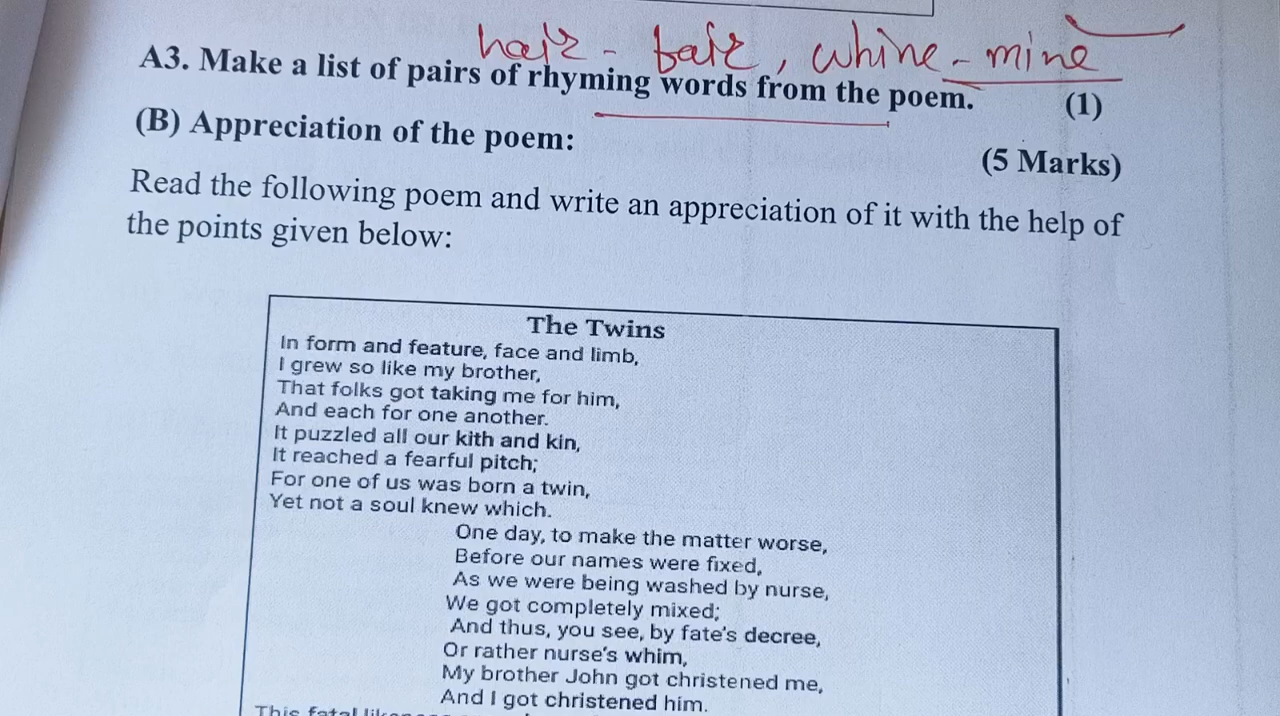 hair - fair, whine - mine
A3. Make a list of pairs of rhyming words from the poem. (1)
(B) Appreciation of the poem: (5 Marks)
Read the following poem and write an appreciation of it with the help of
the points given below:
The Twins
In form and feature, face and limb,
I grew so like my brother,
That folks got taking me for him,
And each for one another.
It puzzled all our kith and kin,
It reached a fearful pitch;
For one of us was born a twin,
Yet not a soul knew which.
One day, to make the matter worse,
Before our names were fixed,
As we were being washed by nurse,
We got completely mixed;
And thus, you see, by fate's decree,
Or rather nurse's whim,
My brother John got christened me,
And I got christened him.
This fatal